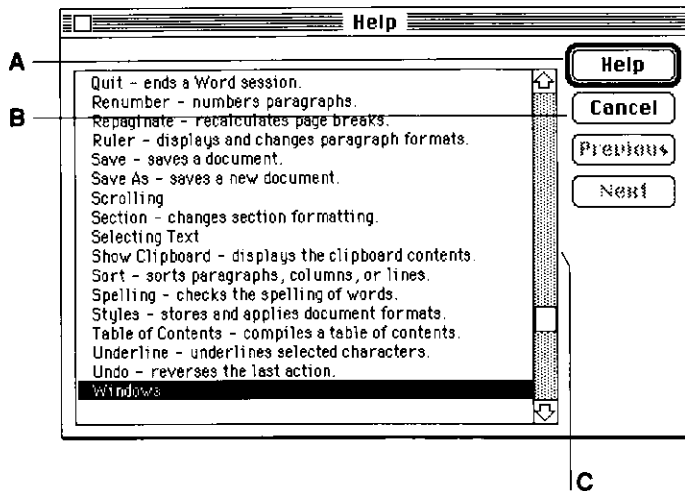 Help
A
Help
Quit - ends a Word session.
Renumber - numbers paragraphs.
Cancel
B
Repaginate - recalculates page breaks.
Ruler - displays and changes paragraph formats.
Previous
Save - saves a document.
Save As - saves a new document.
Next
Scrolling
Section - changes section formatting.
Selecting Text
Show Clipboard - displays the clipboard contents.
Sort - sorts paragraphs, columns, or lines.
Spelling - checks the spelling of words.
Styles - stores and applies document formats.
Table of Contents - compiles a table of contents.
Underline - underlines selected characters.
Undo - reverses the last action.
Windows
C